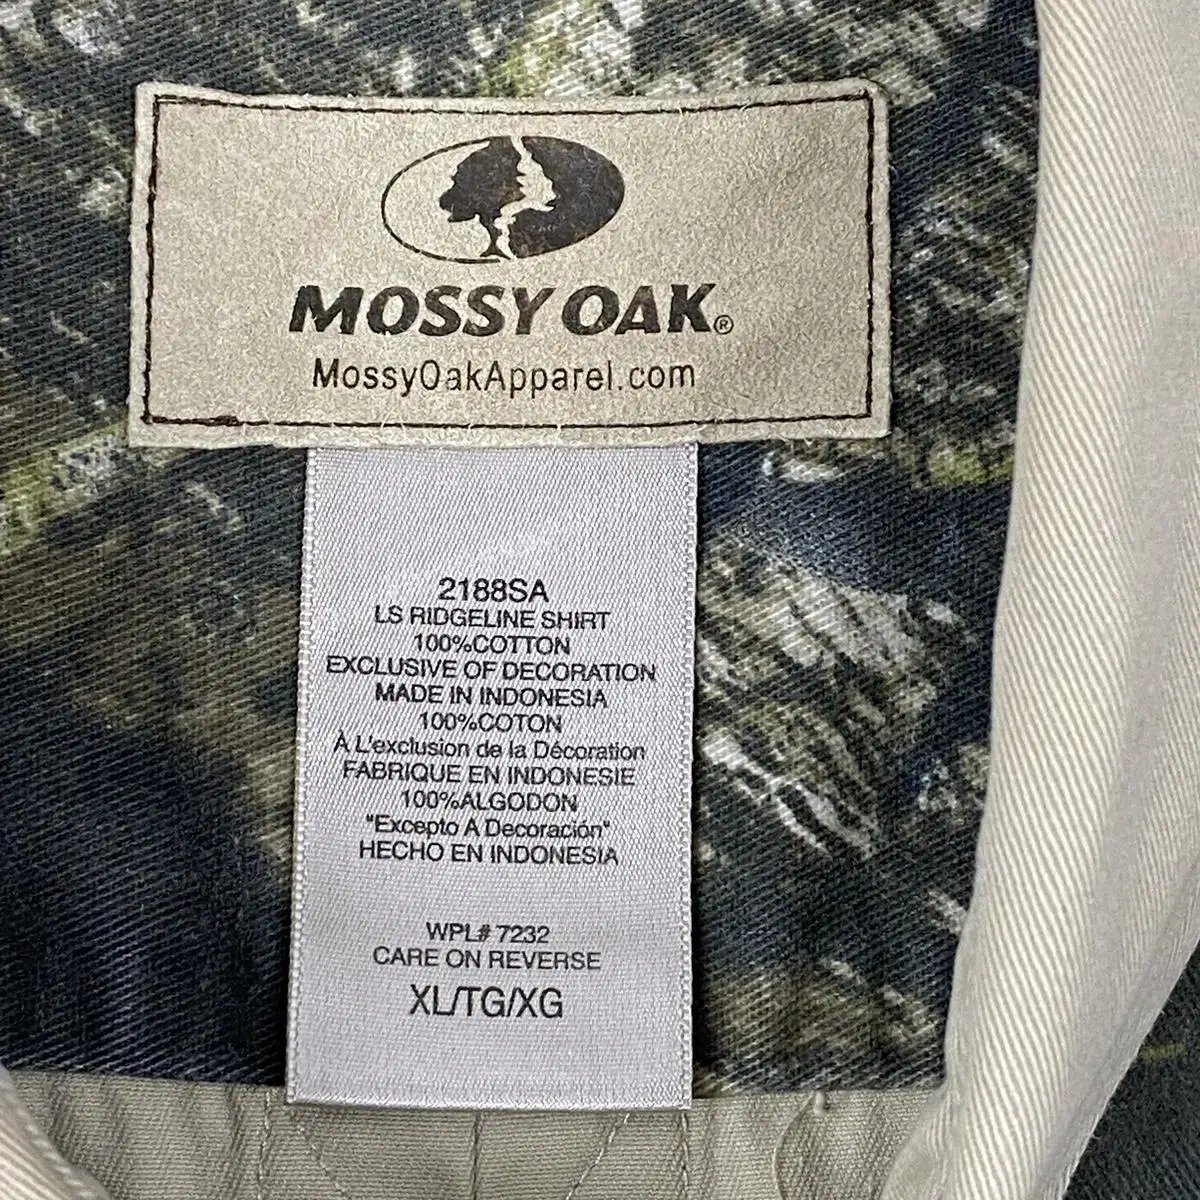 MOSSY OAK®
MossyOakApparel.com
2188SA
LS RIDGELINE SHIRT
100%COTTON
EXCLUSIVE OF DECORATION
MADE IN INDONESIA
100%COTON
À L'exclusion de la Décoration
FABRIQUE EN INDONESIE
100%ALGODON
"Excepto A Decoración"
HECHO EN INDONESIA
WPL# 7232
CARE ON REVERSE
XL/TG/XG